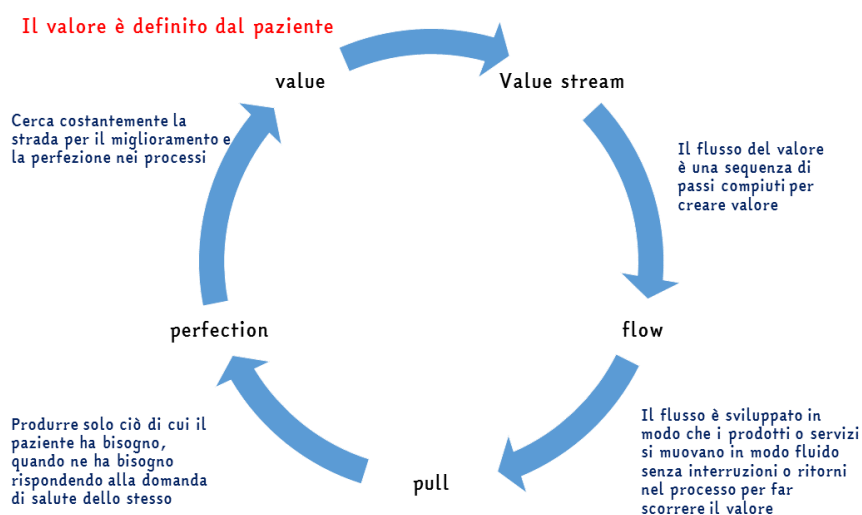 Il valore è definito dal paziente
value
Value stream
Cerca costantemente la
strada per il miglioramento e
la perfezione nei processi
Il flusso del valore
è una sequenza di
passi compiuti per
creare valore
perfection
flow
Produrre solo ciò di cui il
paziente ha bisogno,
quando ne ha bisogno
rispondendo alla domanda
di salute dello stesso
pull
Il flusso è sviluppato in
modo che i prodotti o servizi
si muovano in modo fluido
senza interruzioni o ritorni
nel processo per far
scorrere il valore